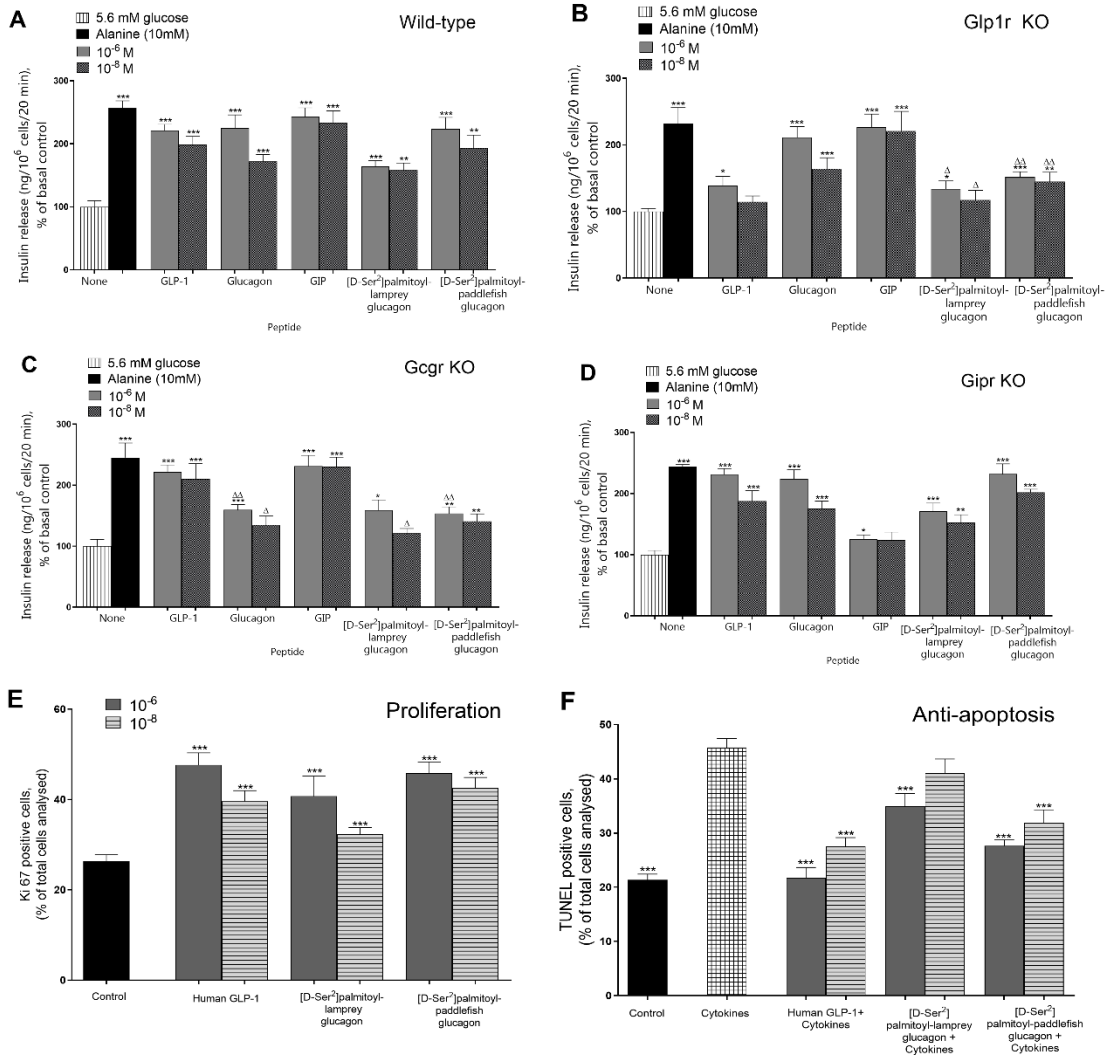 A
Wild-type
5.6 mM glucose
Alanine (10mM)
10⁻⁶ M
10⁻⁸ M
Insulin release (ng/10⁶ cells/20 min),
% of basal control
300
200
100
0
***
***
***
***
***
***
***
***
**
***
**
None
GLP-1
Glucagon
GIP
[D-Ser²]palmitoyl-
lamprey
glucagon
[D-Ser²]palmitoyl-
paddlefish
glucagon
Peptide
B
Glp1r KO
5.6 mM glucose
Alanine (10mM)
10⁻⁶ M
10⁻⁸ M
Insulin release (ng/10⁶ cells/20 min),
% of basal control
300
200
100
0
***
*
***
***
***
***
Δ
*
Δ
ΔΔ
***
ΔΔ
**
None
GLP-1
Glucagon
GIP
[D-Ser²]palmitoyl-
lamprey
glucagon
[D-Ser²]palmitoyl-
paddlefish
glucagon
Peptide
C
Gcgr KO
5.6 mM glucose
Alanine (10mM)
10⁻⁶ M
10⁻⁸ M
Insulin release (ng/10⁶ cells/20 min),
% of basal control
300
200
100
0
***
***
***
ΔΔ
***
Δ
***
***
*
Δ
ΔΔ
**
**
None
GLP-1
Glucagon
GIP
[D-Ser²]palmitoyl-
lamprey
glucagon
[D-Ser²]palmitoyl-
paddlefish
glucagon
Peptide
D
Gipr KO
5.6 mM glucose
Alanine (10mM)
10⁻⁶ M
10⁻⁸ M
Insulin release (ng/10⁶ cells/20 min),
% of basal control
300
200
100
0
***
***
***
***
***
*
***
**
***
***
None
GLP-1
Glucagon
GIP
[D-Ser²]palmitoyl-
lamprey
glucagon
[D-Ser²]palmitoyl-
paddlefish
glucagon
Peptide
E
Proliferation
10⁻⁶
10⁻⁸
Ki 67 positive cells,
(% of total cells analysed)
60
40
20
0
***
***
***
***
***
***
Control
Human GLP-1
[D-Ser²]palmitoyl-
lamprey
glucagon
[D-Ser²]palmitoyl-
paddlefish
glucagon
F
Anti-apoptosis
TUNEL positive cells,
(% of total cells analysed)
50
40
30
20
10
0
***
***
***
***
***
***
Control
Cytokines
Human GLP-1+
Cytokines
[D-Ser²]
palmitoyl-lamprey
glucagon +
Cytokines
[D-Ser²]
palmitoyl-paddlefish
glucagon +
Cytokines